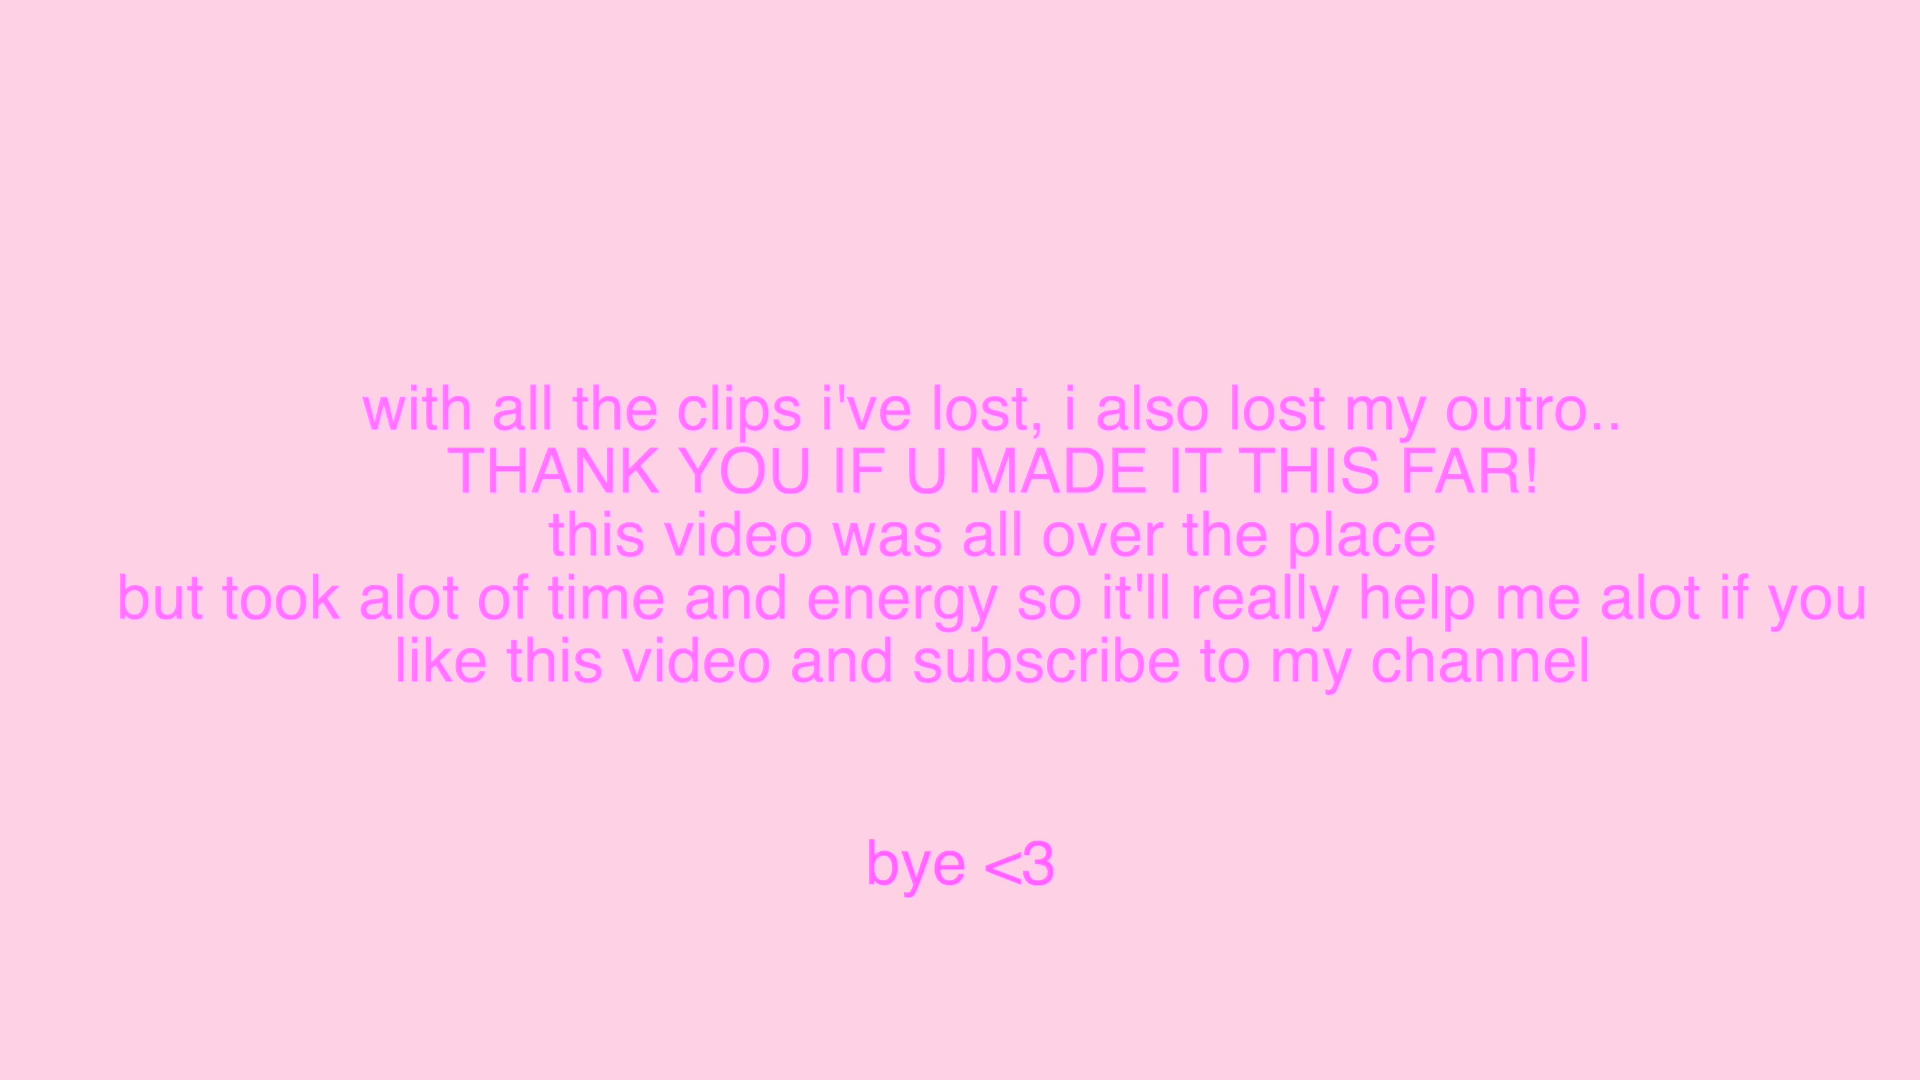 with all the clips i've lost, i also lost my outro..
THANK YOU IF U MADE IT THIS FAR!
this video was all over the place
but took alot of time and energy so it'll really help me alot if you
like this video and subscribe to my channel
bye <3